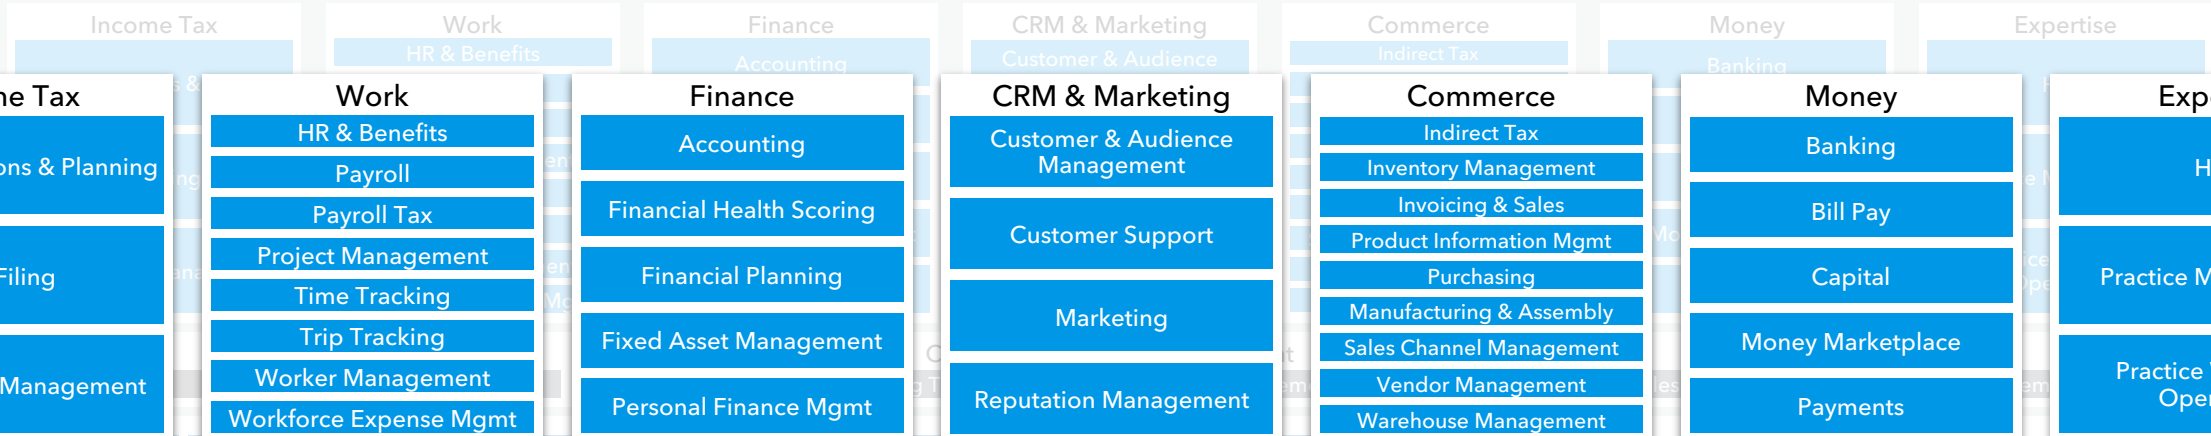 Income Tax
Work
Finance
CRM & Marketing
Commerce
Money
Expertise
HR & Benefits
Accounting
Customer & Audience
Indirect Tax
Banking
ne Tax
ons & Planning
Filing
Management
Work
HR & Benefits
Payroll
Payroll Tax
Project Management
Time Tracking
Trip Tracking
Worker Management
Workforce Expense Mgmt
Finance
Accounting
Financial Health Scoring
Financial Planning
Fixed Asset Management
Personal Finance Mgmt
CRM & Marketing
Customer & Audience
Management
Customer Support
Marketing
Reputation Management
Commerce
Indirect Tax
Inventory Management
Invoicing & Sales
Product Information Mgmt
Purchasing
Manufacturing & Assembly
Sales Channel Management
Vendor Management
Warehouse Management
Money
Banking
Bill Pay
Capital
Money Marketplace
Payments
Exp
H
Practice M
Practice
Oper